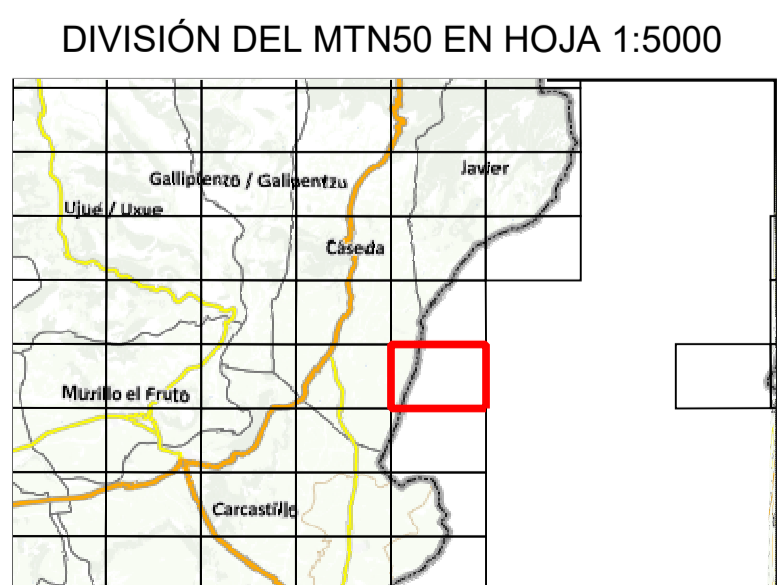 DIVISIÓN DEL MTN50 EN HOJA 1:5000
Javier
Gallipienzo / Galipentzu
Ujué / Uxue
Cáseda
Murillo el Fruto
Carcastillo